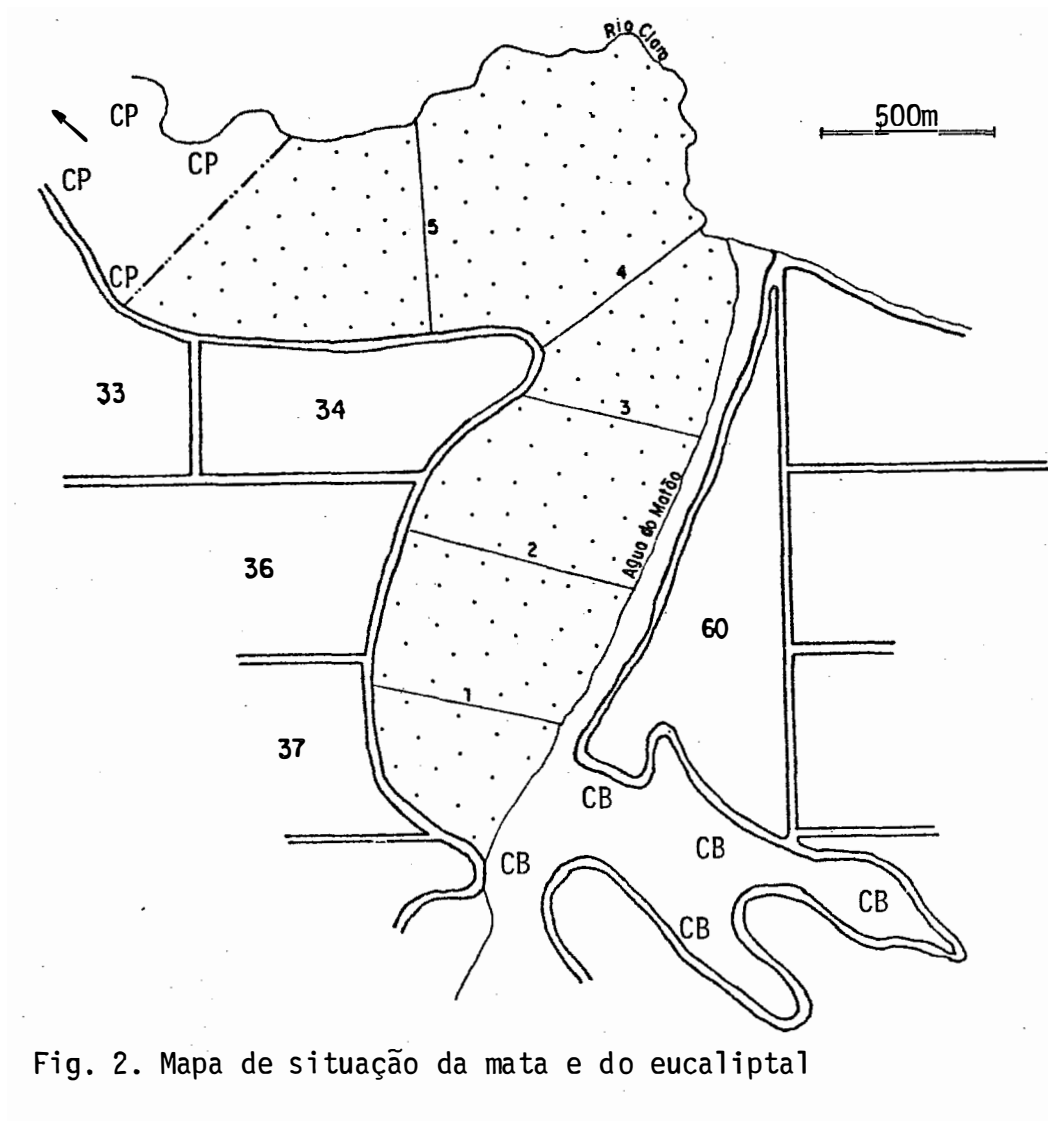 Rio Claro
CP
500m
CP
CP
5
4
CP
33
34
3
Agua do Matão
36
2
60
1
37
CB
CB
CB
CB
CB
Fig. 2. Mapa de situação da mata e do eucaliptal